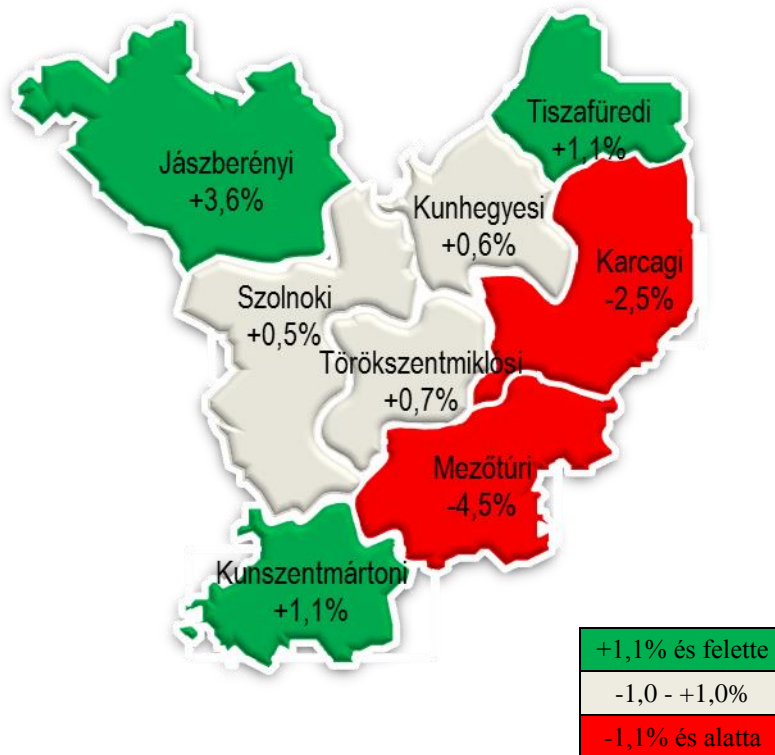 Tiszafüredi
+1,1%
Jászberényi
+3,6%
Kunhegyesi
+0,6%
Karcagi
-2,5%
Szolnoki
+0,5%
Törökszentmiklósi
+0,7%
Mezőtúri
-4,5%
Kunszentmártoni
+1,1%
+1,1% és felette
-1,0 - +1,0%
-1,1% és alatta